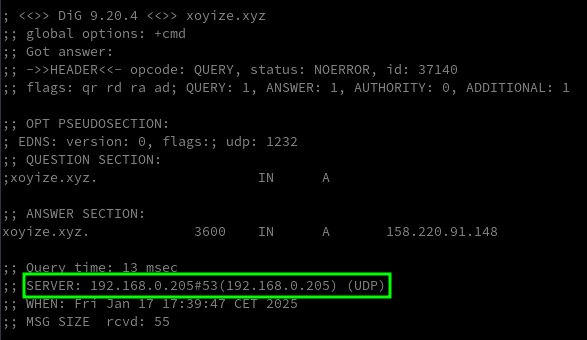 ; <<>> DiG 9.20.4 <<>> xoyize.xyz
;; global options: +cmd
;; Got answer:
;; ->>HEADER<<- opcode: QUERY, status: NOERROR, id: 37140
;; flags: qr rd ra ad; QUERY: 1, ANSWER: 1, AUTHORITY: 0, ADDITIONAL: 1
;; OPT PSEUDOSECTION:
; EDNS: version: 0, flags:; udp: 1232
;; QUESTION SECTION:
;xoyize.xyz. IN A
;; ANSWER SECTION:
xoyize.xyz. 3600 IN A 158.220.91.148
;; Query time: 13 msec
;; SERVER: 192.168.0.205#53(192.168.0.205) (UDP)
;; WHEN: Fri Jan 17 17:39:47 CET 2025
;; MSG SIZE rcvd: 55